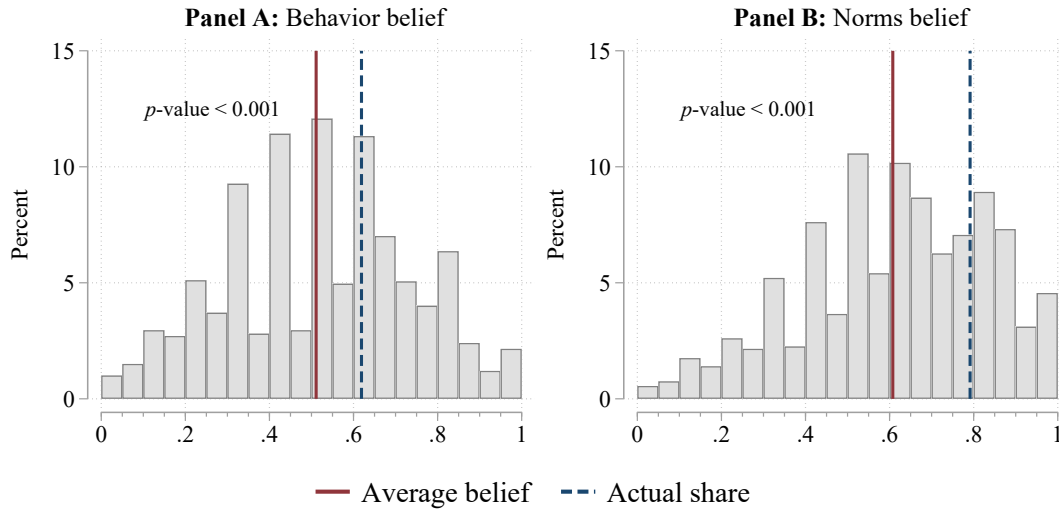 Panel A: Behavior belief
Panel B: Norms belief
15
10
5
0
Percent
p-value < 0.001
0 .2 .4 .6 .8 1
15
10
5
0
Percent
p-value < 0.001
0 .2 .4 .6 .8 1
Average belief
Actual share